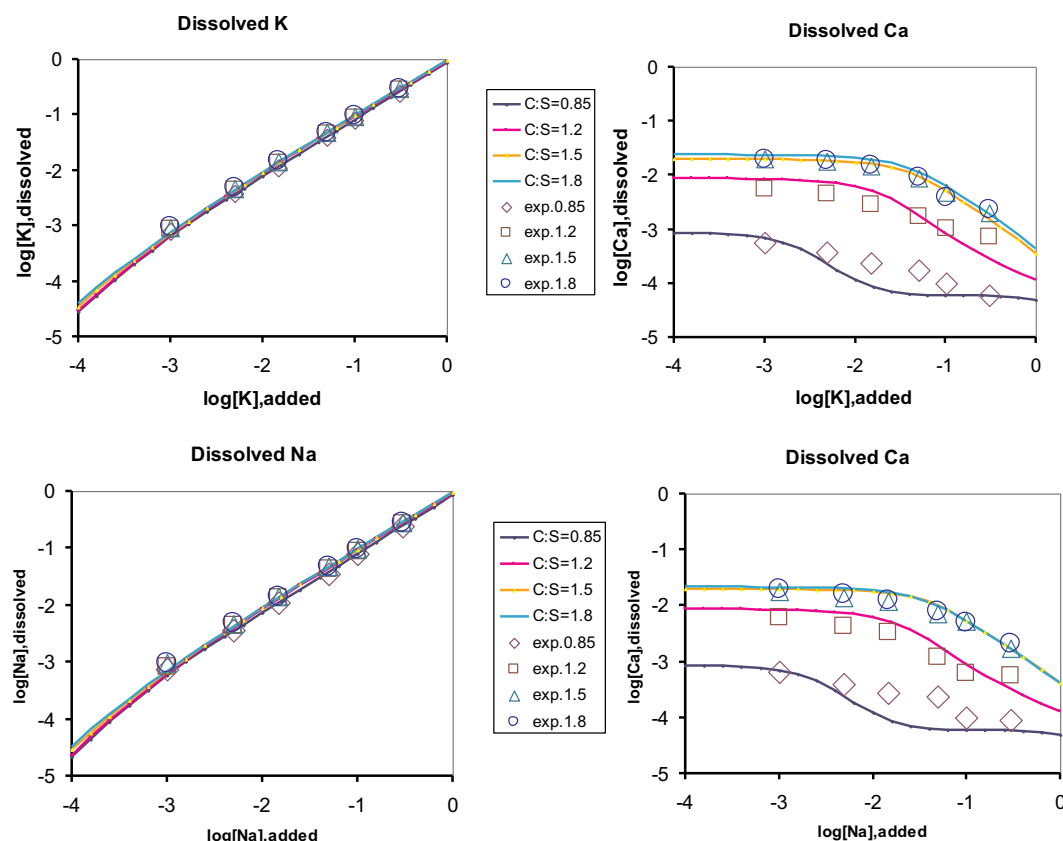 Dissolved K
0
-1
-2
-3
-4
-5
-4
-3
-2
-1
0
log[K],added
log[K],dissolved
C:S=0.85
C:S=1.2
C:S=1.5
C:S=1.8
exp.0.85
exp.1.2
exp.1.5
exp.1.8
Dissolved Ca
0
-1
-2
-3
-4
-5
-4
-3
-2
-1
0
log[K],added
log[Ca],dissolved
Dissolved Na
0
-1
-2
-3
-4
-5
-4
-3
-2
-1
0
log[Na],added
log[Na],dissolved
C:S=0.85
C:S=1.2
C:S=1.5
C:S=1.8
exp.0.85
exp.1.2
exp.1.5
exp.1.8
Dissolved Ca
0
-1
-2
-3
-4
-5
-4
-3
-2
-1
0
log[Na],added
log[Ca],dissolved